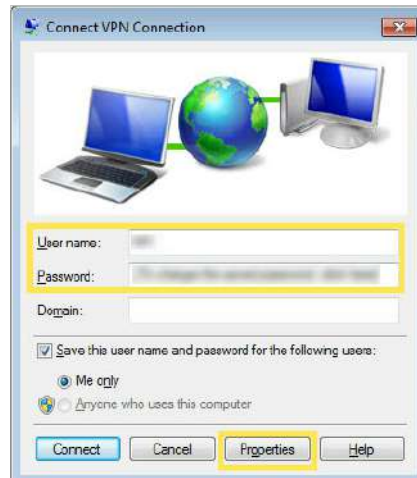 Connect VPN Connection
User name:
Password:
Domain:
Save this user name and password for the following users:
Me only
Anyone who uses this computer
Connect Cancel Properties Help